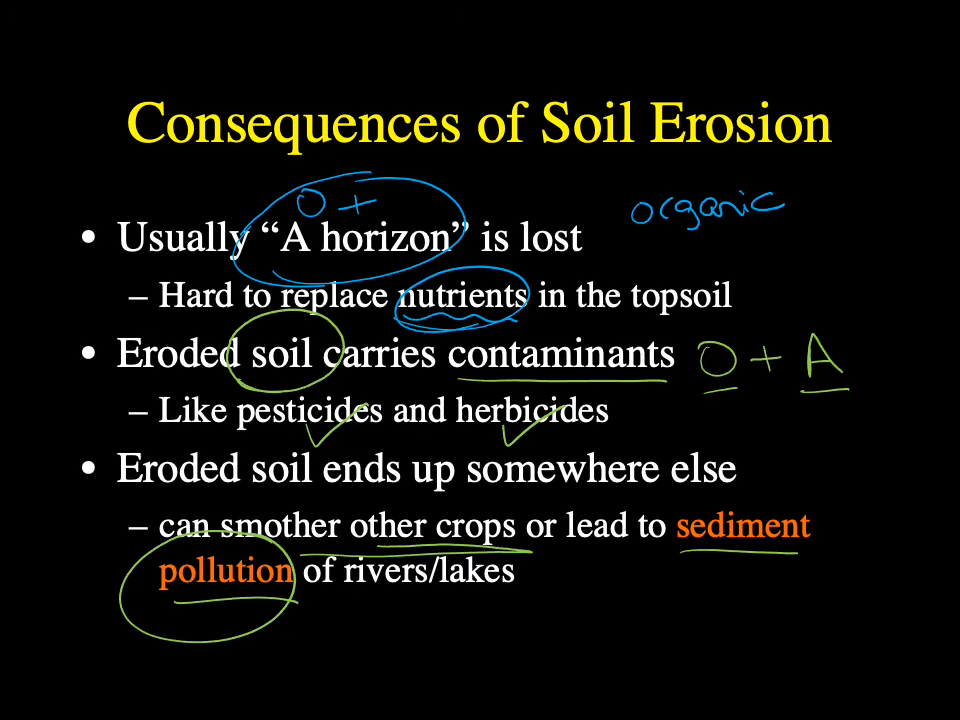 Consequences of Soil Erosion
O +
organic
• Usually “A horizon” is lost
– Hard to replace nutrients in the topsoil
• Eroded soil carries contaminants O + A
– Like pesticides and herbicides
• Eroded soil ends up somewhere else
– can smother other crops or lead to sediment
pollution of rivers/lakes